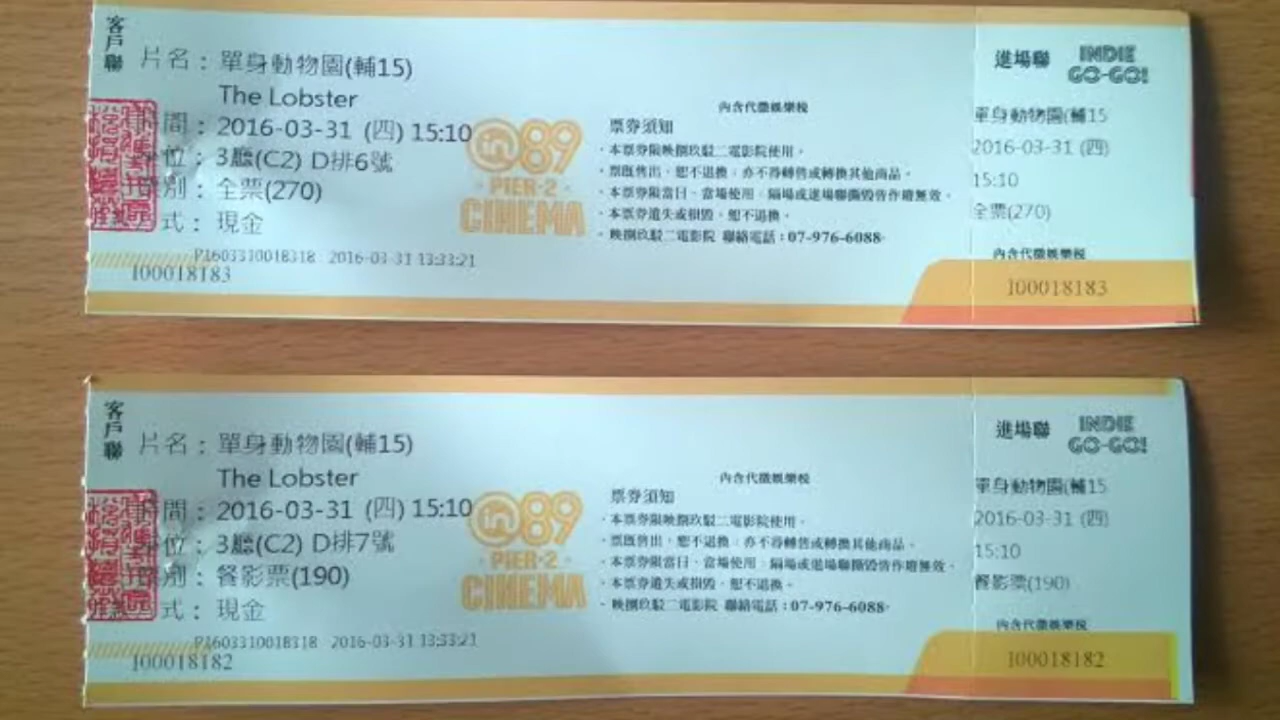 客戶聯
片名：單身動物園(輔15)
The Lobster
時間：2016-03-31 (四) 15:10
位：3廳(C2) D排6號
別：全票(270)
式：現金
P1603310018318 2016-03-31 13:33:21
I00018183
@in89
PIER-2
CINEMA
內含代徵娛樂稅
票券須知
・本票券限映捌玖駁二電影院使用。
・票既售出，恕不退換，亦不得轉售或轉換其他商品。
・本票券限當日、當場使用，隔場或進場聯撕毀皆作廢無效。
・本票券遺失或損毀，恕不退換。
・映捌玖駁二電影院 聯絡電話：07-976-6088
進場聯
INDIE
GO-GO!
單身動物園(輔15
2016-03-31 (四)
15:10
全票(270)
內含代徵娛樂稅
I00018183
客戶聯
片名：單身動物園(輔15)
The Lobster
時間：2016-03-31 (四) 15:10
位：3廳(C2) D排7號
別：餐影票(190)
式：現金
P1603310018318 2016-03-31 13:33:21
I00018182
@in89
PIER-2
CINEMA
內含代徵娛樂稅
票券須知
・本票券限映捌玖駁二電影院使用。
・票既售出，恕不退換，亦不得轉售或轉換其他商品。
・本票券限當日、當場使用，隔場或進場聯撕毀皆作廢無效。
・本票券遺失或損毀，恕不退換。
・映捌玖駁二電影院 聯絡電話：07-976-6088
進場聯
INDIE
GO-GO!
單身動物園(輔15
2016-03-31 (四)
15:10
餐影票(190)
內含代徵娛樂稅
I00018182